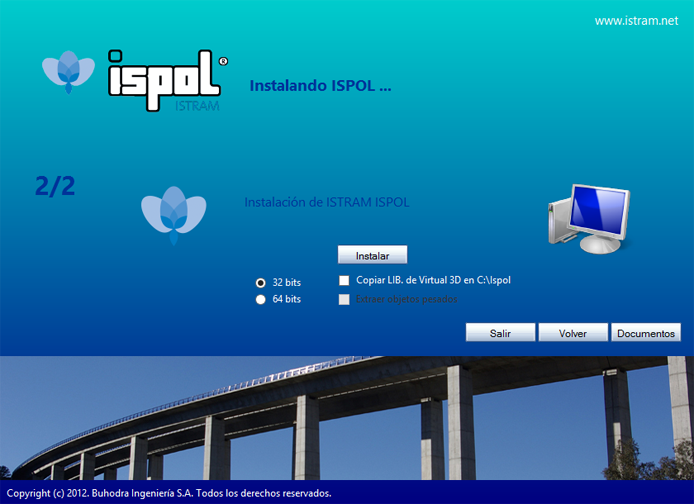 www.istram.net
ispol®
ISTRAM
Instalando ISPOL ...
2/2
Instalación de ISTRAM ISPOL
Instalar
32 bits
Copiar LIB. de Virtual 3D en C:\Ispol
64 bits
Extraer objetos pesados
Salir
Volver
Documentos
Copyright (c) 2012. Buhodra Ingeniería S.A. Todos los derechos reservados.